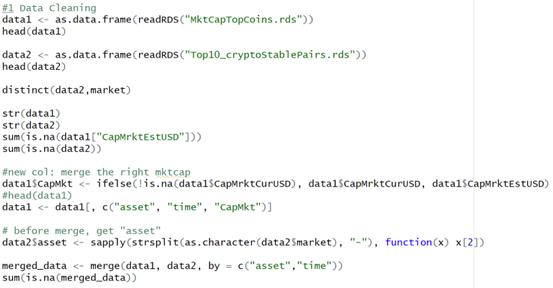 #1 Data Cleaning
data1 <- as.data.frame(readRDS("MktCapTopCoins.rds"))
head(data1)
data2 <- as.data.frame(readRDS("Top10_cryptoStablePairs.rds"))
head(data2)
distinct(data2,market)
str(data1)
str(data2)
sum(is.na(data1["CapMrktEstUSD"]))
sum(is.na(data2))
#new col: merge the right mktcap
data1$CapMkt <- ifelse(!is.na(data1$CapMrktCurUSD), data1$CapMrktCurUSD, data1$CapMrktEstUSD)
#head(data1)
data1 <- data1[, c("asset", "time", "CapMkt")]
# before merge, get "asset"
data2$asset <- sapply(strsplit(as.character(data2$market), "-"), function(x) x[2])
merged_data <- merge(data1, data2, by = c("asset","time"))
sum(is.na(merged_data))